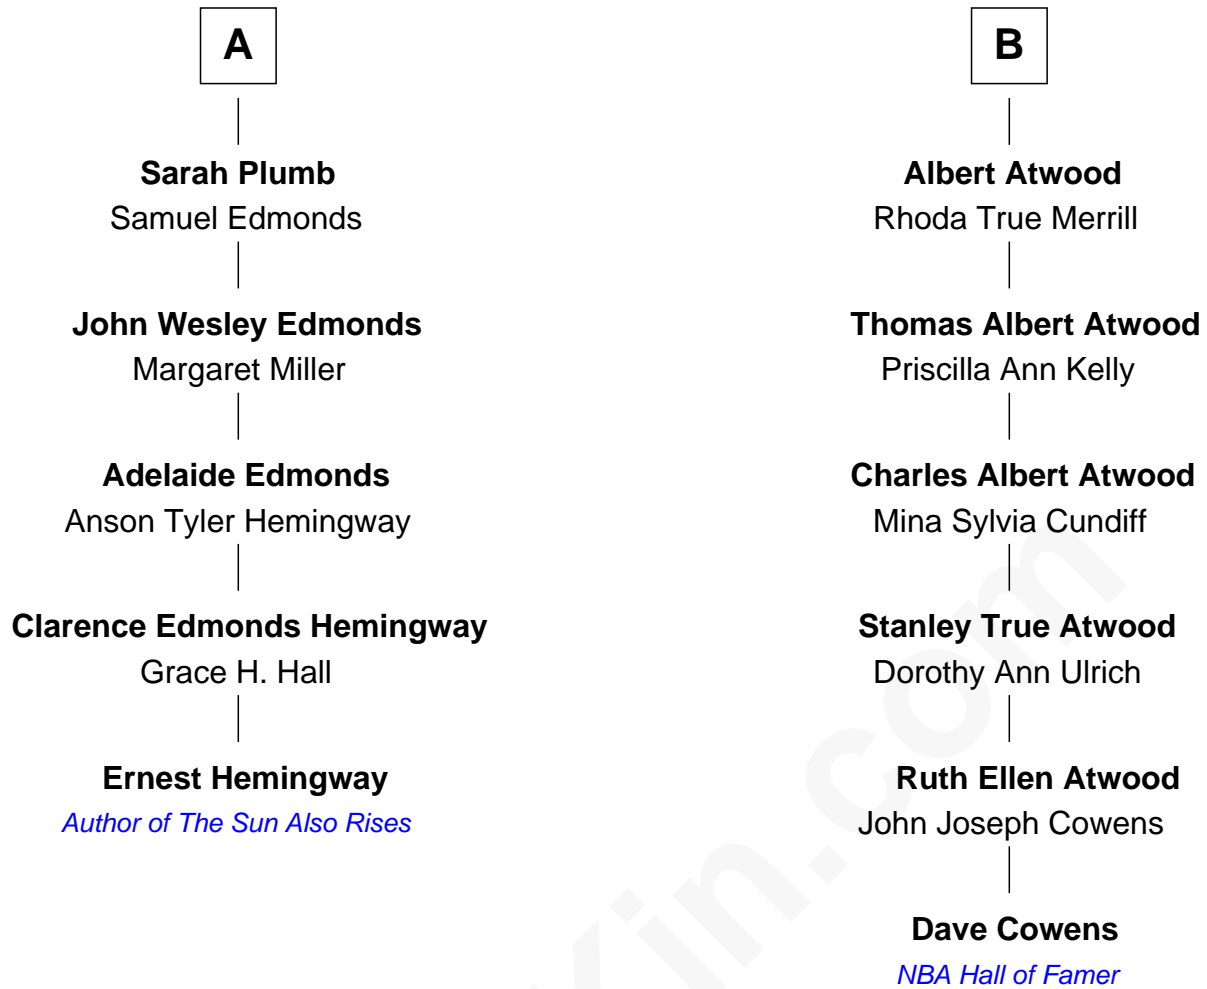 A
Sarah Plumb
Samuel Edmonds
John Wesley Edmonds
Margaret Miller
Adelaide Edmonds
Anson Tyler Hemingway
Clarence Edmonds Hemingway
Grace H. Hall
Ernest Hemingway
Author of The Sun Also Rises
B
Albert Atwood
Rhoda True Merrill
Thomas Albert Atwood
Priscilla Ann Kelly
Charles Albert Atwood
Mina Sylvia Cundiff
Stanley True Atwood
Dorothy Ann Ulrich
Ruth Ellen Atwood
John Joseph Cowens
Dave Cowens
NBA Hall of Famer
Kin.com